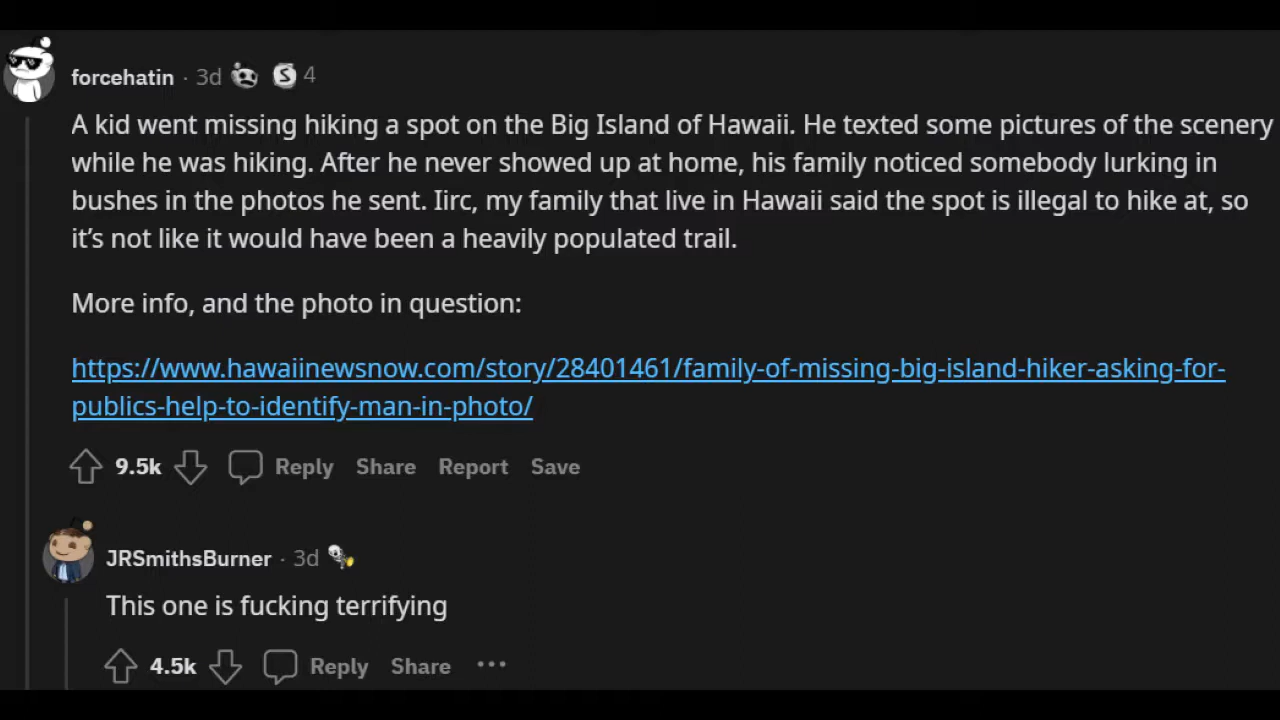 forcehatin · 3d 4
A kid went missing hiking a spot on the Big Island of Hawaii. He texted some pictures of the scenery
while he was hiking. After he never showed up at home, his family noticed somebody lurking in
bushes in the photos he sent. Iirc, my family that live in Hawaii said the spot is illegal to hike at, so
it’s not like it would have been a heavily populated trail.
More info, and the photo in question:
https://www.hawaiinewsnow.com/story/28401461/family-of-missing-big-island-hiker-asking-for-
publics-help-to-identify-man-in-photo/
9.5k Reply Share Report Save
JRSmithsBurner · 3d
This one is fucking terrifying
4.5k Reply Share ···